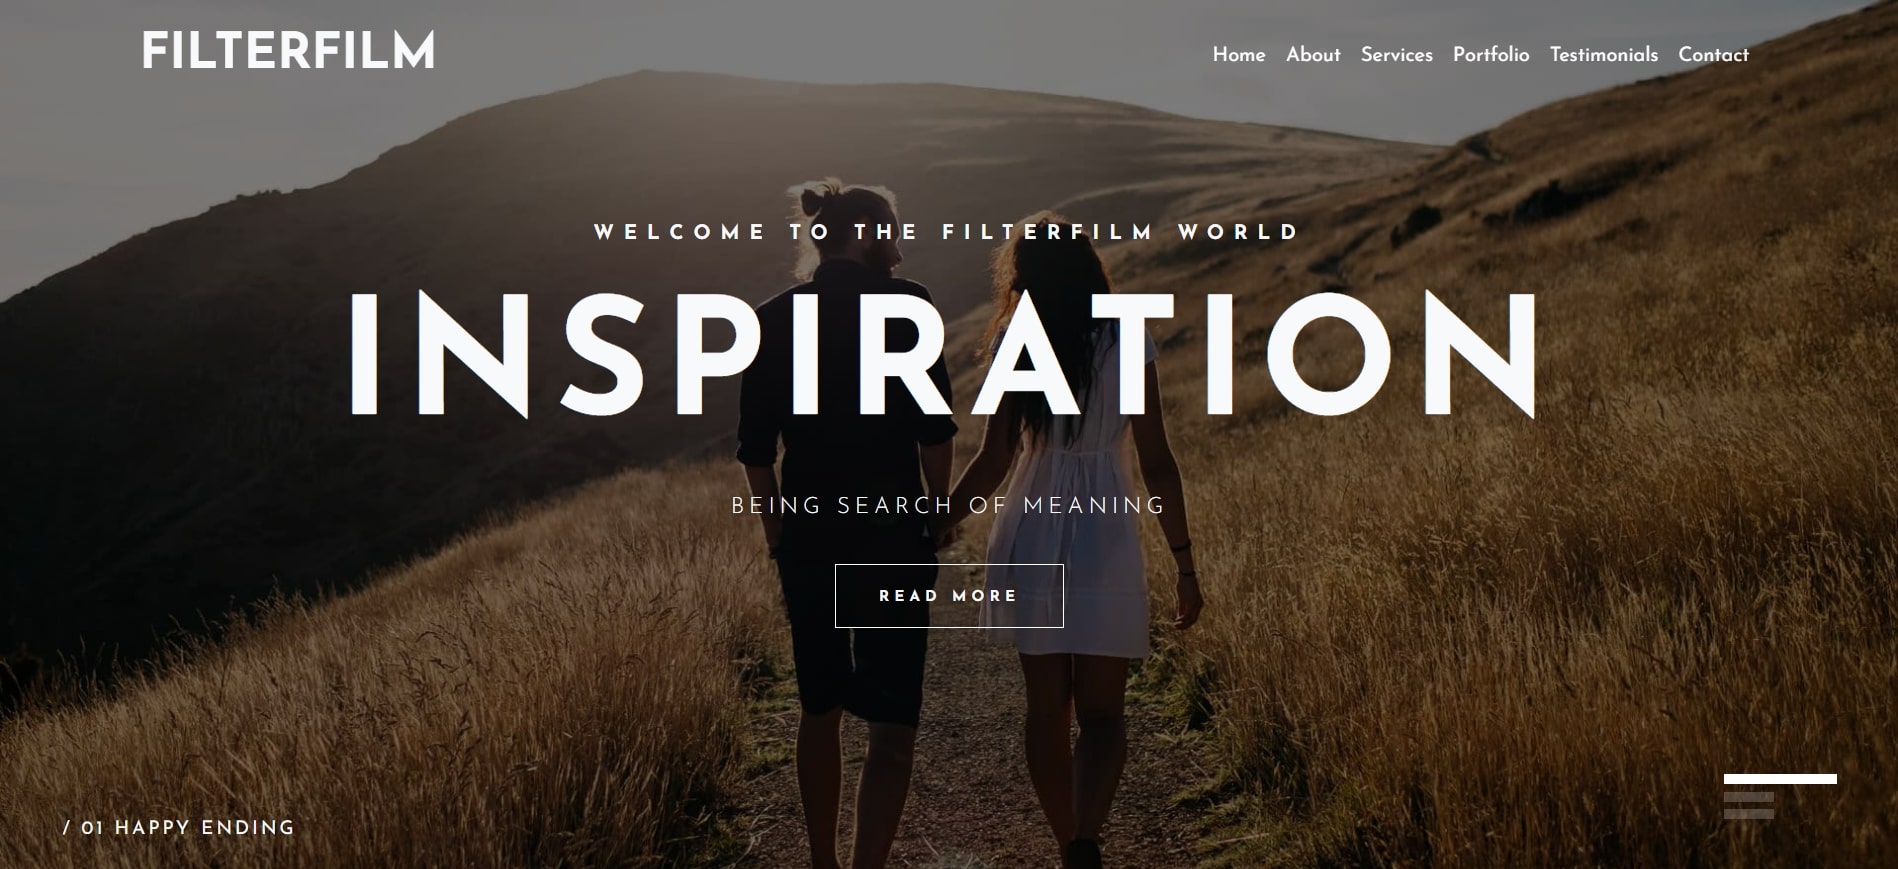 FILTERFILM
Home About Services Portfolio Testimonials Contact
WELCOME TO THE FILTERFILM WORLD
INSPIRATION
BEING SEARCH OF MEANING
READ MORE
/ 01 HAPPY ENDING